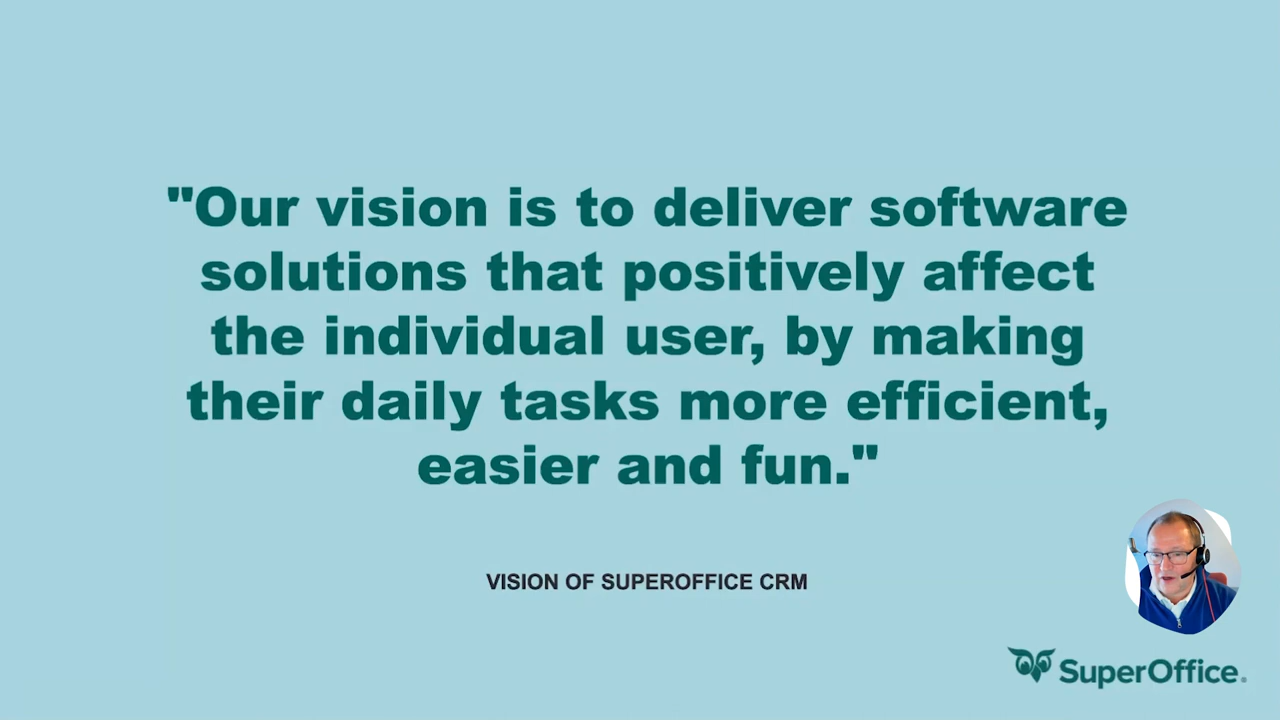 "Our vision is to deliver software
solutions that positively affect
the individual user, by making
their daily tasks more efficient,
easier and fun."
VISION OF SUPEROFFICE CRM
SuperOffice.